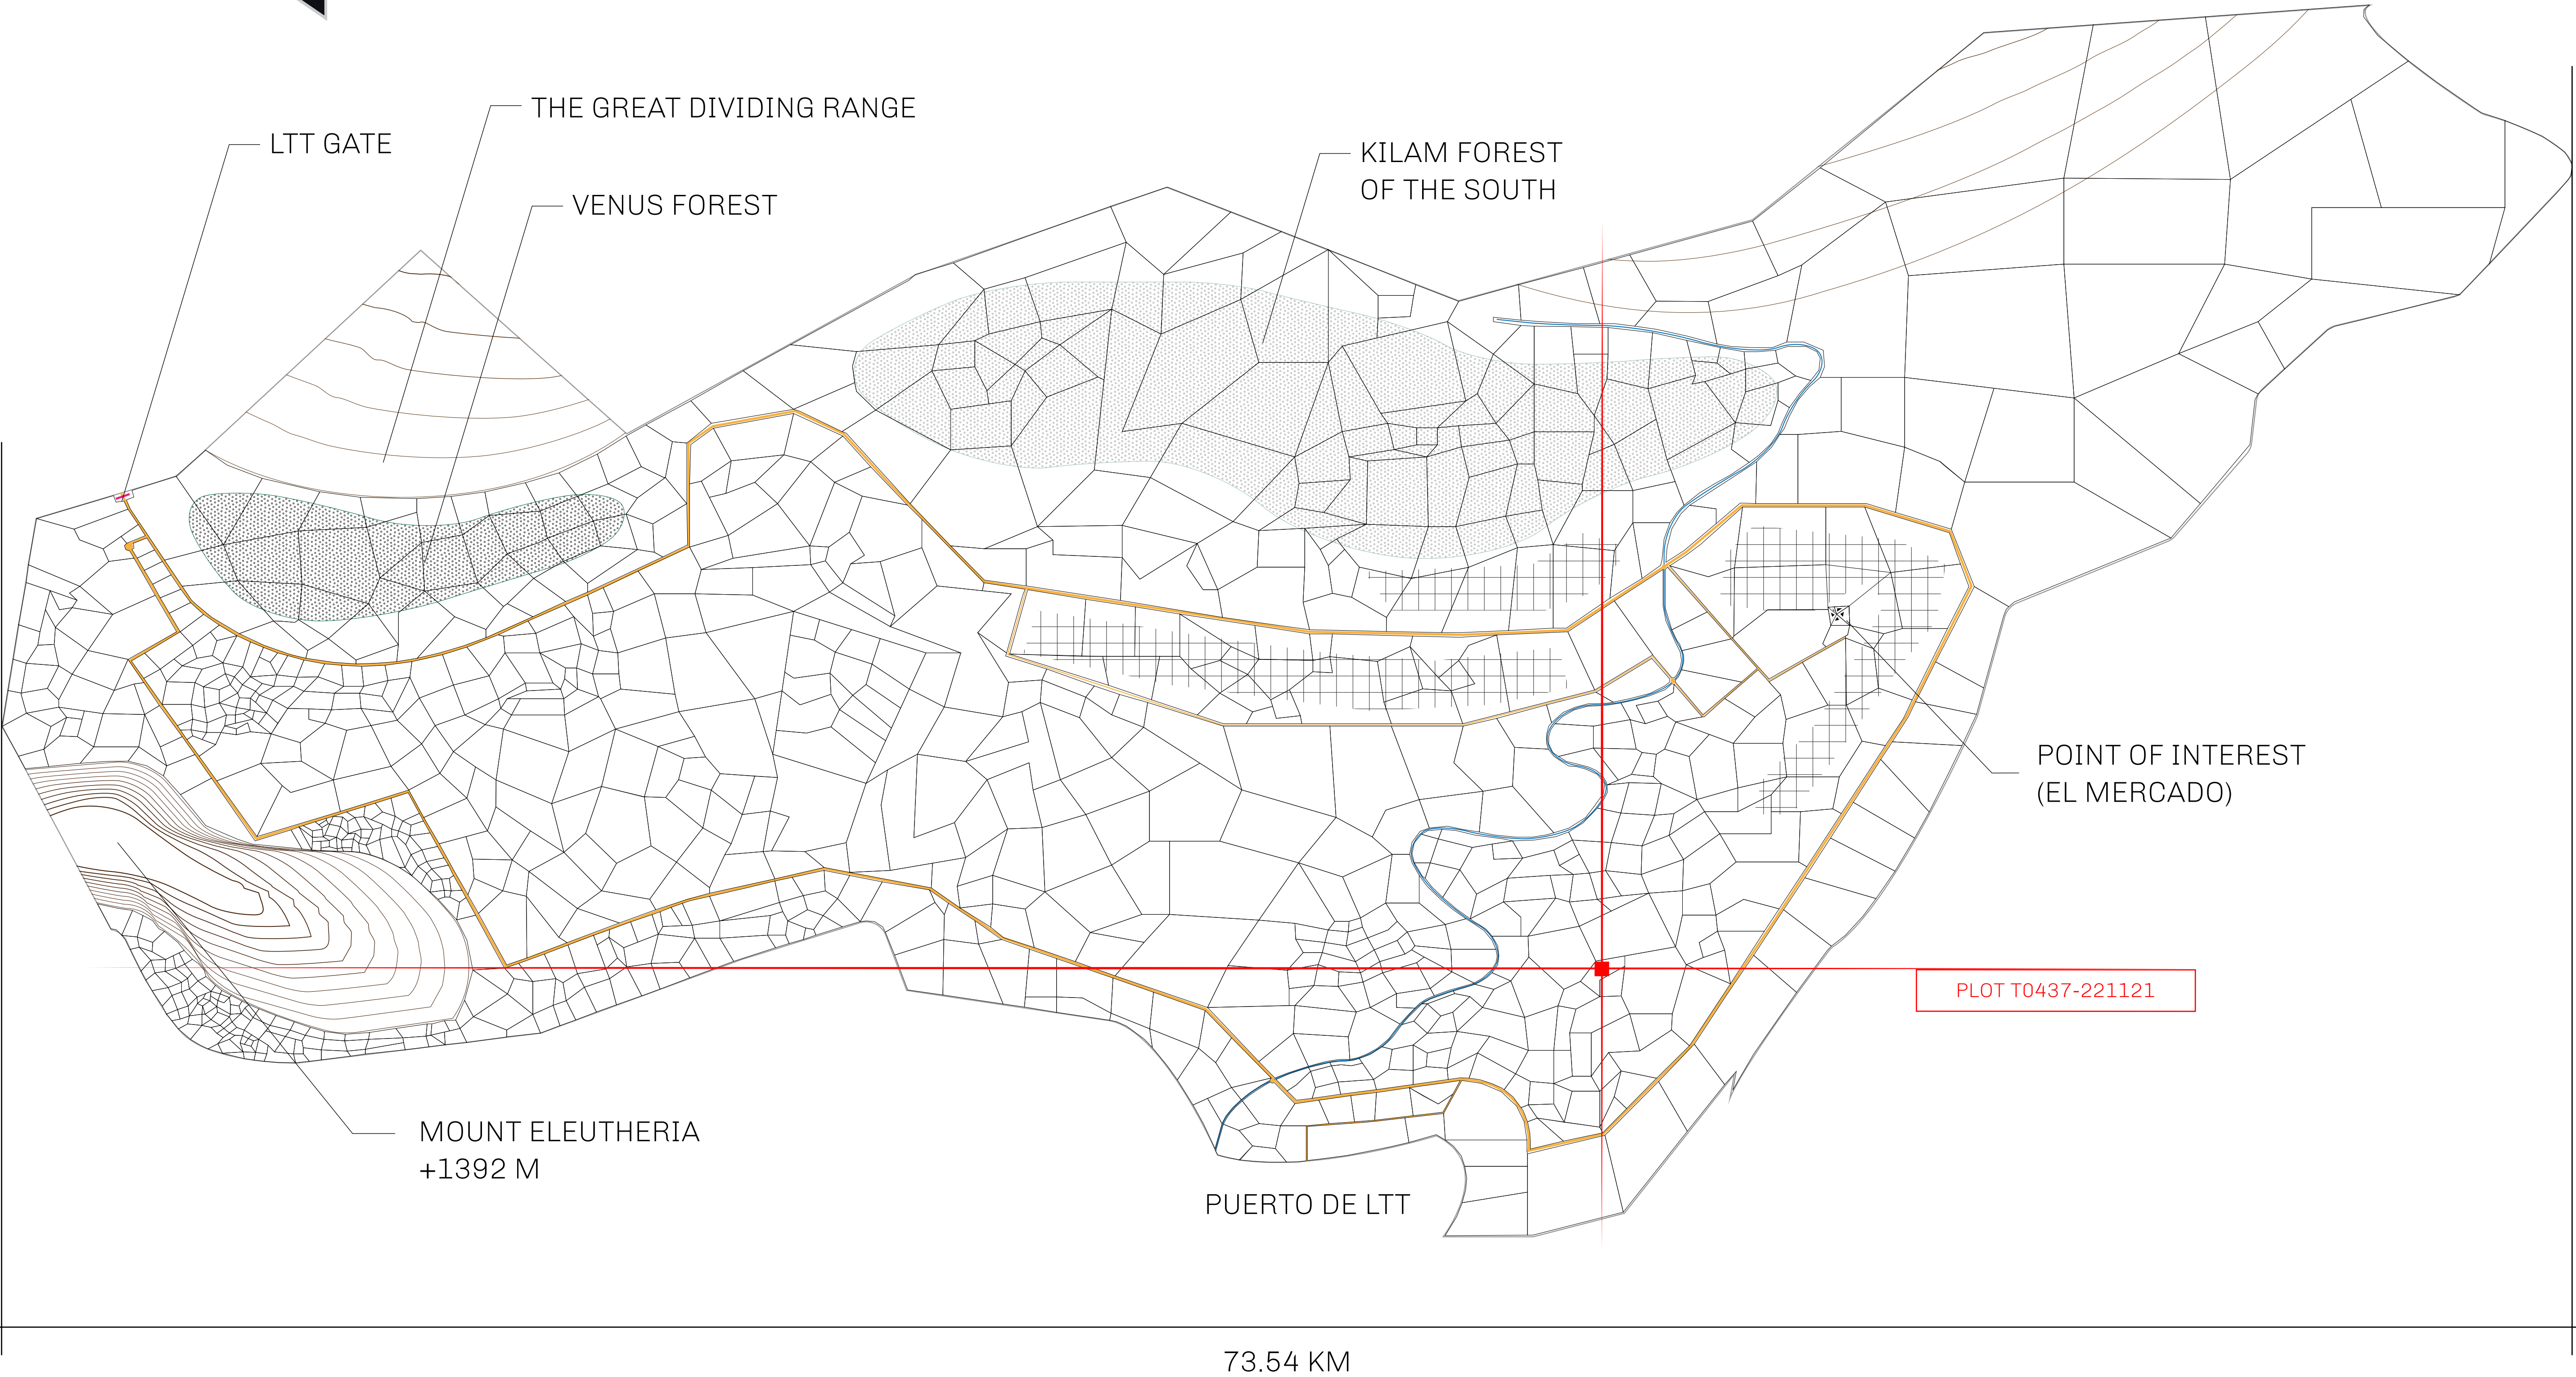 THE GREAT DIVIDING RANGE
LTT GATE
VENUS FOREST
KILAM FOREST
OF THE SOUTH
POINT OF INTEREST
(EL MERCADO)
PLOT T0437-221121
MOUNT ELEUTHERIA
+1392 M
PUERTO DE LTT
73.54 KM